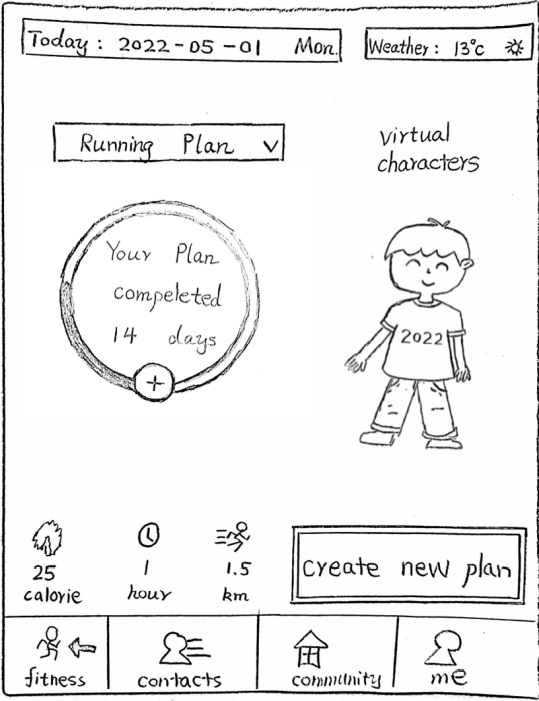 Today : 2022-05-01 Mon.
Weather : 13°c
Running Plan
virtual
characters
Your Plan
compeleted
14 days
2022
25
calorie
1
hour
1.5
km
create new plan
fitness
contacts
community
me